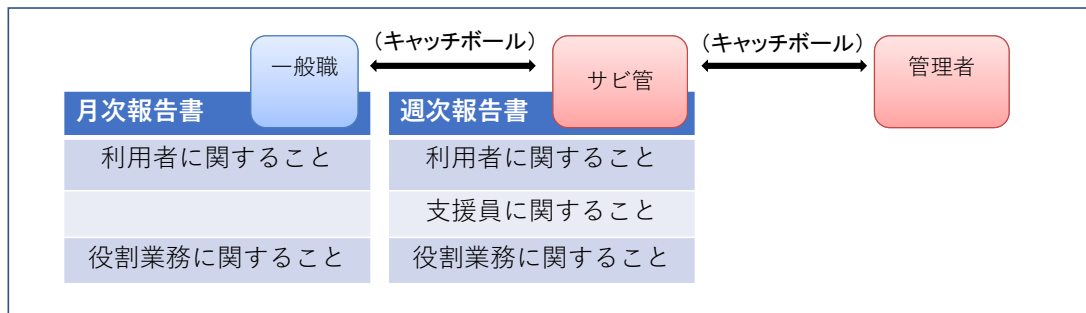 (キャッチボール) (キャッチボール)
一般職 サビ管 管理者
月次報告書 週次報告書
利用者に関すること 利用者に関すること
支援員に関すること
役割業務に関すること 役割業務に関すること